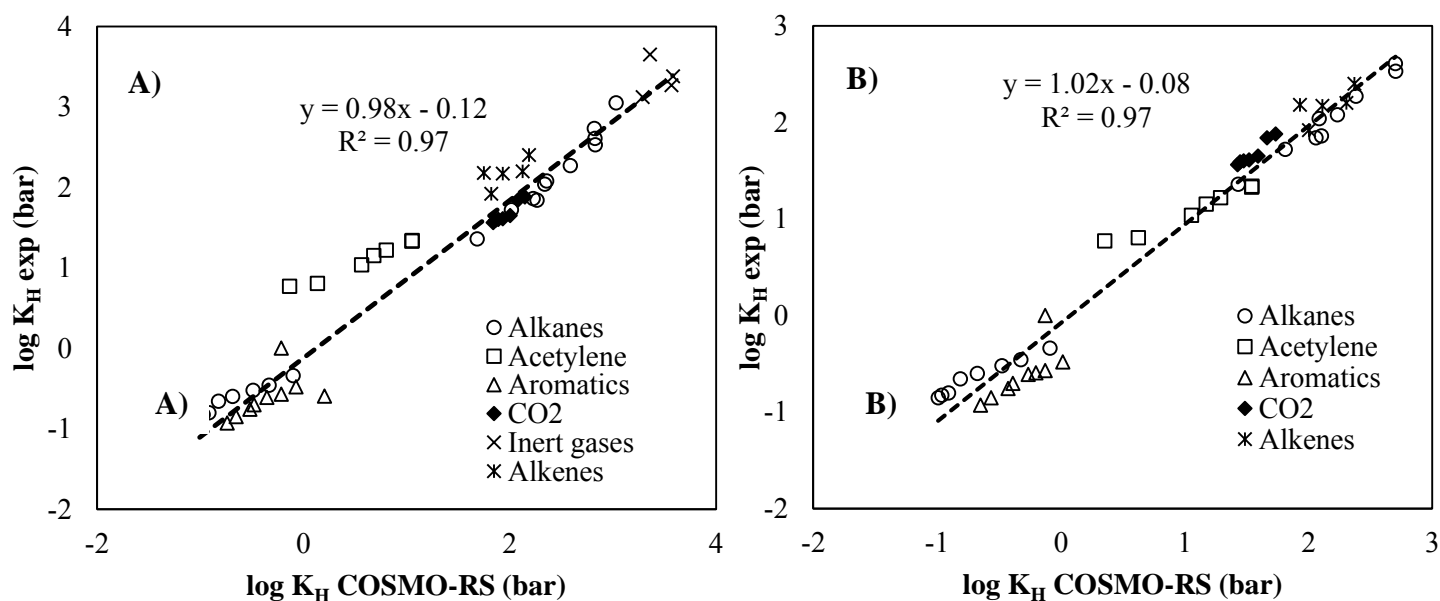 A)
y = 0.98x - 0.12
R² = 0.97
4
3
2
1
0
-1
-2
-2
0
2
4
log K_H exp (bar)
log K_H COSMO-RS (bar)
Alkanes
Acetylene
Aromatics
CO2
Inert gases
Alkenes
A)
B)
y = 1.02x - 0.08
R² = 0.97
3
2
1
0
-1
-2
-2
-1
0
1
2
3
log K_H exp (bar)
log K_H COSMO-RS (bar)
Alkanes
Acetylene
Aromatics
CO2
Alkenes
B)